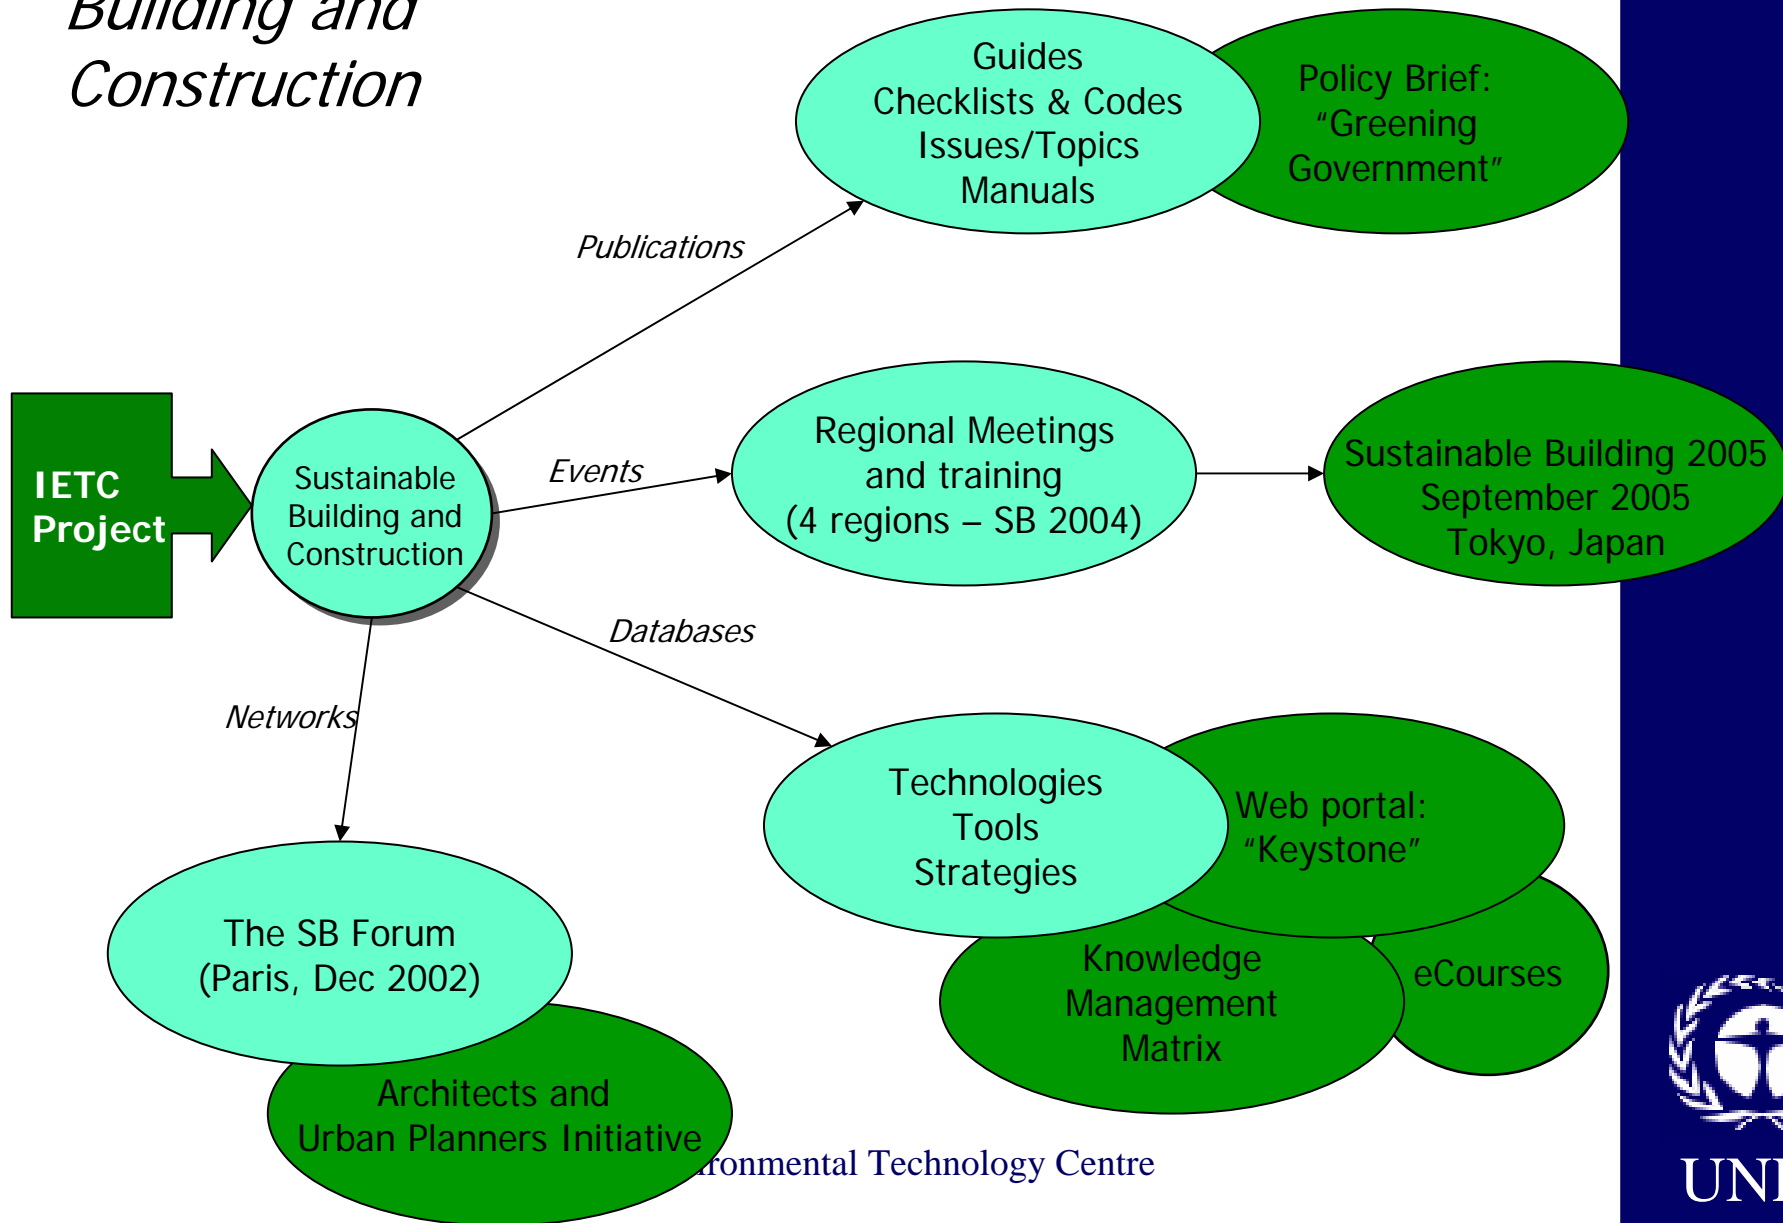 Building and
Construction
Guides
Checklists & Codes
Issues/Topics
Manuals
Policy Brief:
“Greening
Government”
Publications
IETC
Project
Sustainable
Building and
Construction
Events
Regional Meetings
and training
(4 regions – SB 2004)
Sustainable Building 2005
September 2005
Tokyo, Japan
Databases
Networks
Technologies
Tools
Strategies
Web portal:
“Keystone”
Knowledge
Management
Matrix
eCourses
The SB Forum
(Paris, Dec 2002)
Architects and
Urban Planners Initiative
Technology Centre